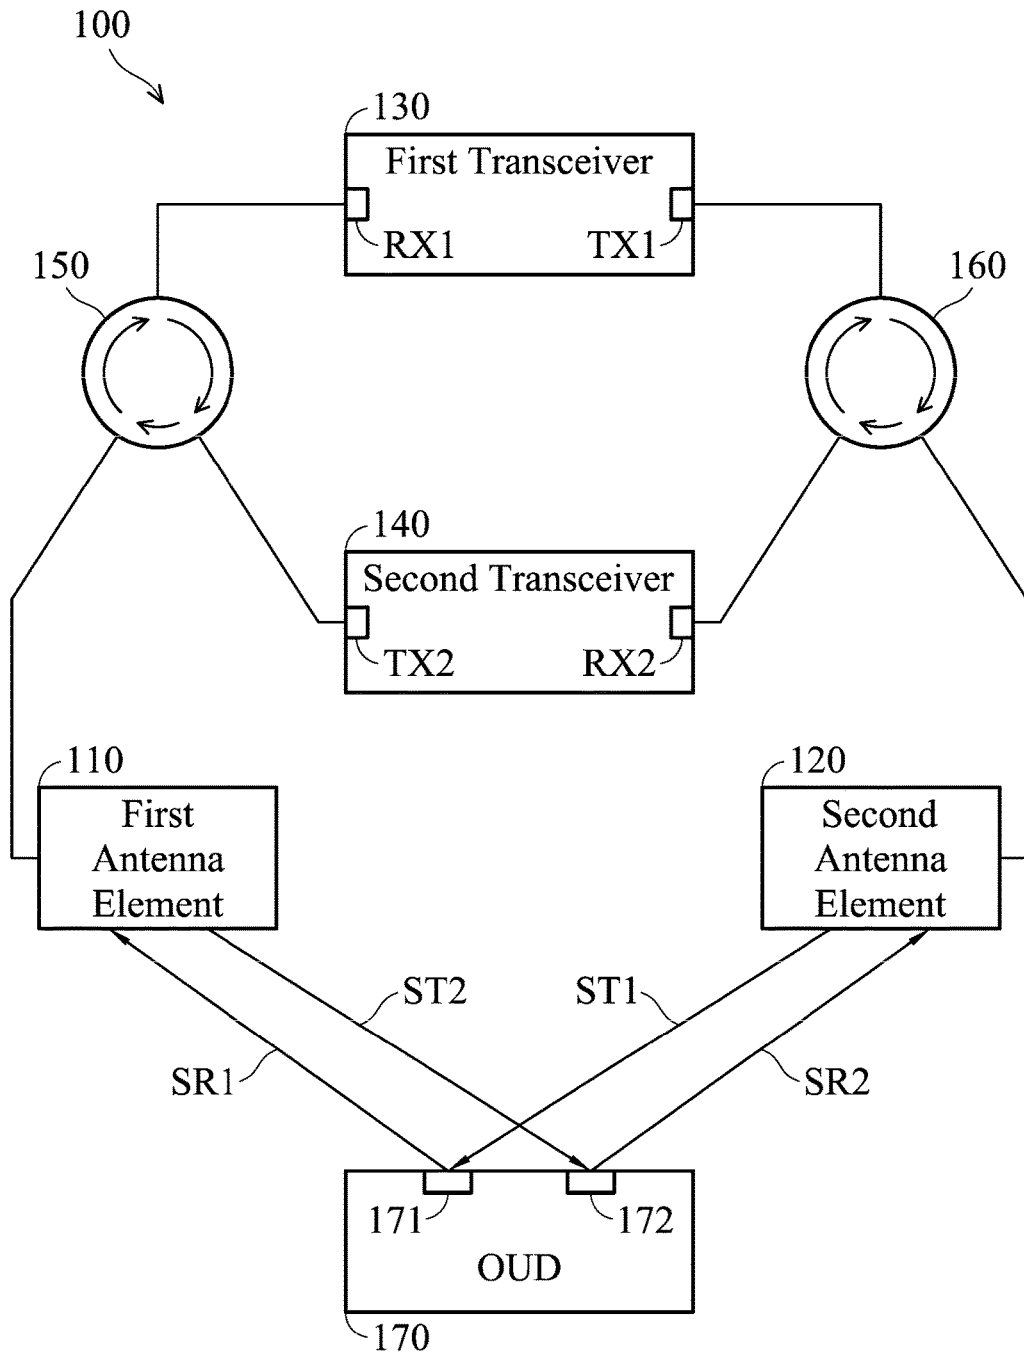 100
130
First Transceiver
RX1
TX1
150
160
140
Second Transceiver
TX2
RX2
110
120
First
Antenna
Element
Second
Antenna
Element
ST2
ST1
SR1
SR2
171
172
OUD
170